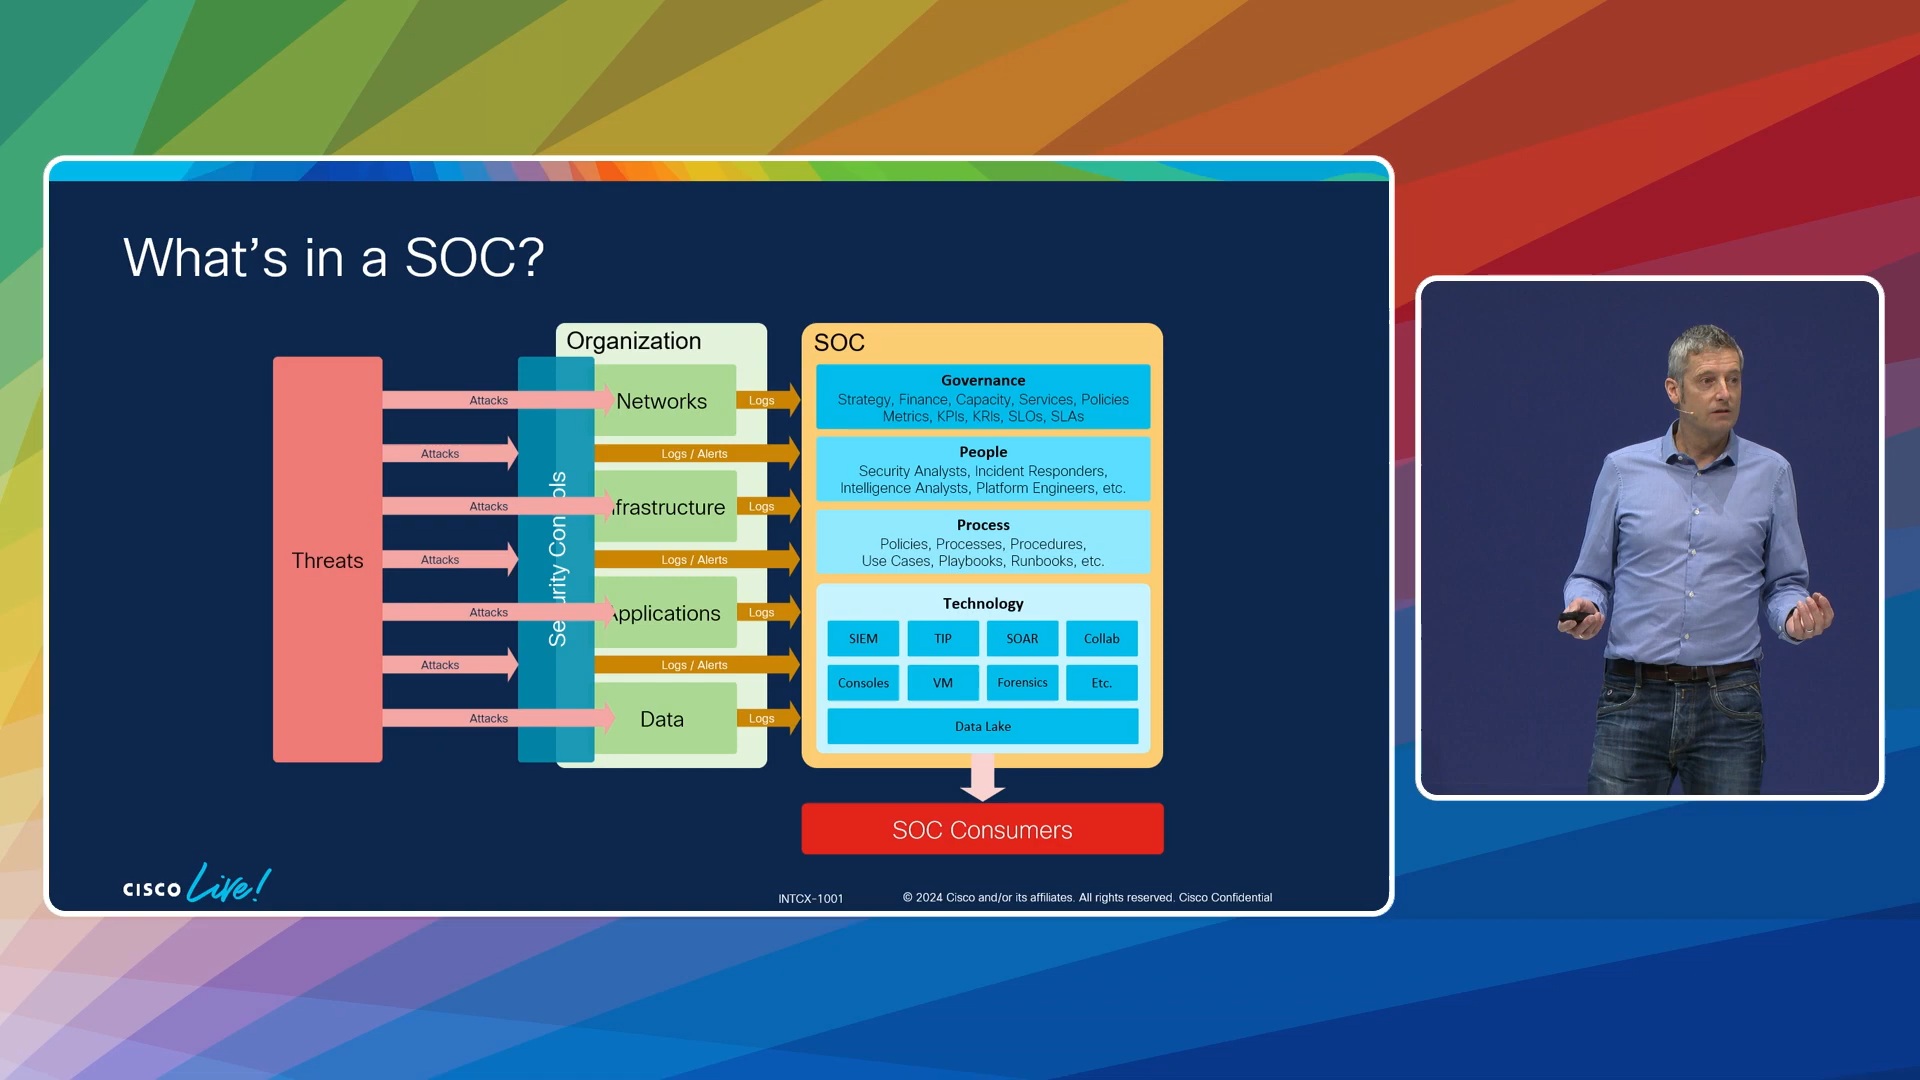 What's in a SOC?
Organization
SOC
Threats
Attacks
Attacks
Attacks
Attacks
Attacks
Attacks
Attacks
Networks
Applications
Data
Logs
Logs / Alerts
Logs
Logs / Alerts
Logs
Logs / Alerts
Logs
Governance
Strategy, Finance, Capacity, Services, Policies
Metrics, KPIs, KRIs, SLOs, SLAs
People
Security Analysts, Incident Responders,
Intelligence Analysts, Platform Engineers, etc.
Process
Policies, Processes, Procedures,
Use Cases, Playbooks, Runbooks, etc.
Technology
SIEM
TIP
SOAR
Collab
Consoles
VM
Forensics
Etc.
Data Lake
SOC Consumers
CISCO Live!
INTCX-1001
© 2024 Cisco and/or its affiliates. All rights reserved. Cisco Confidential